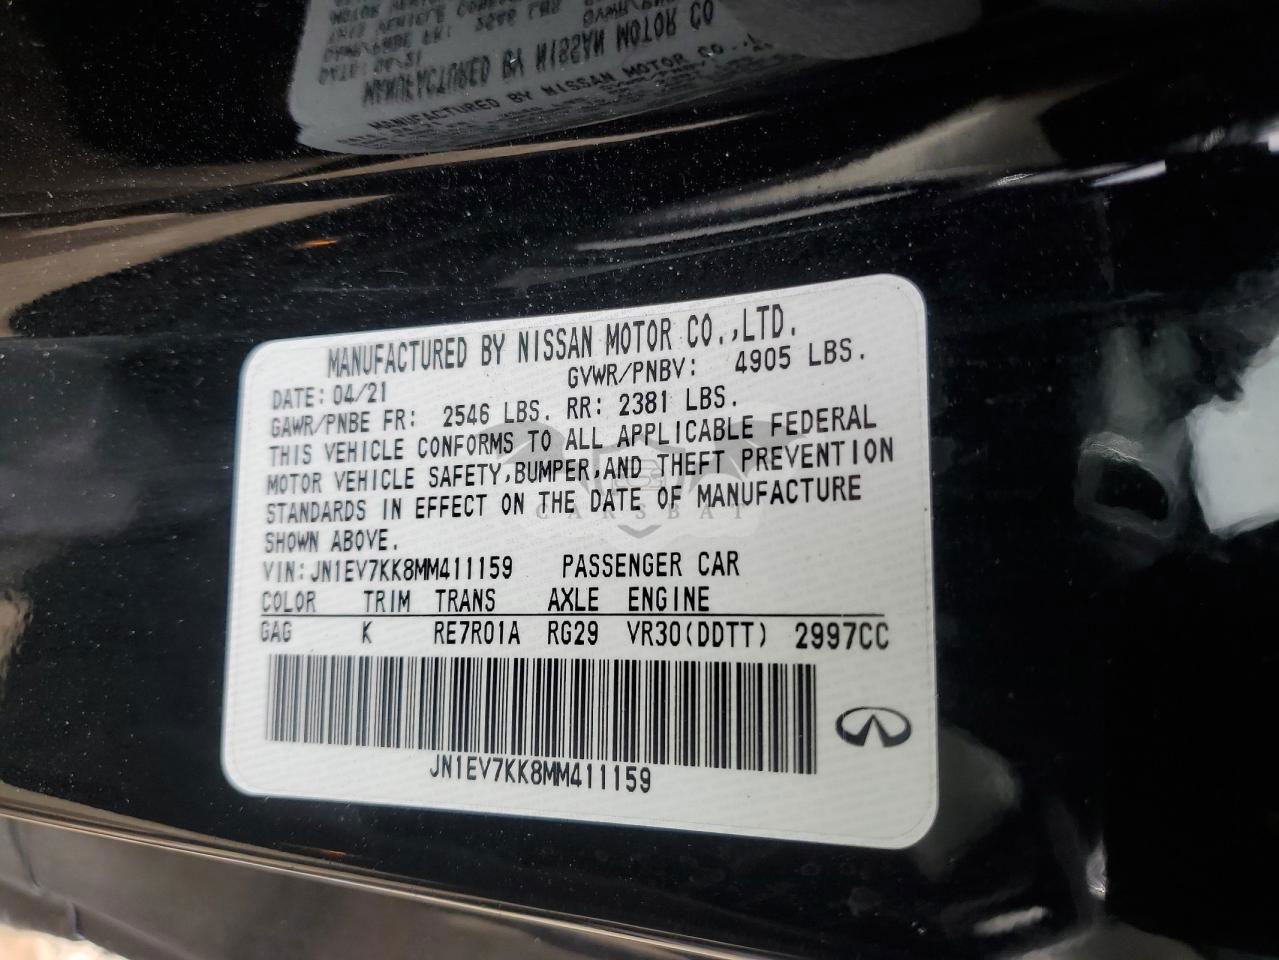 MANUFACTURED BY NISSAN MOTOR CO.,LTD.
DATE: 04/21 GVWR/PNBV: 4905 LBS.
GAWR/PNBE FR: 2546 LBS. RR: 2381 LBS.
THIS VEHICLE CONFORMS TO ALL APPLICABLE FEDERAL
MOTOR VEHICLE SAFETY,BUMPER,AND THEFT PREVENTION
STANDARDS IN EFFECT ON THE DATE OF MANUFACTURE
CARSBAT
SHOWN ABOVE.
VIN: JN1EV7KK8MM411159 PASSENGER CAR
COLOR TRIM TRANS AXLE ENGINE
GAG K RE7R01A RG29 VR30(DDTT) 2997CC
JN1EV7KK8MM411159